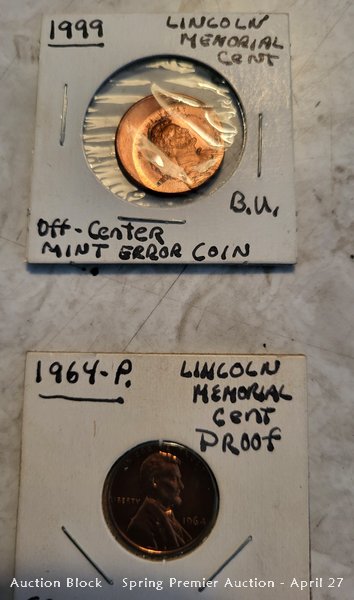 1999
LINCOLN
MEMORIAL
CENT
B.U.
Off-Center
MINT ERROR COIN
1964-P.
LINCOLN
MEMORIAL
Cent
PROOF
LIBERTY
1964
Auction Block - Spring Premier Auction - April 27